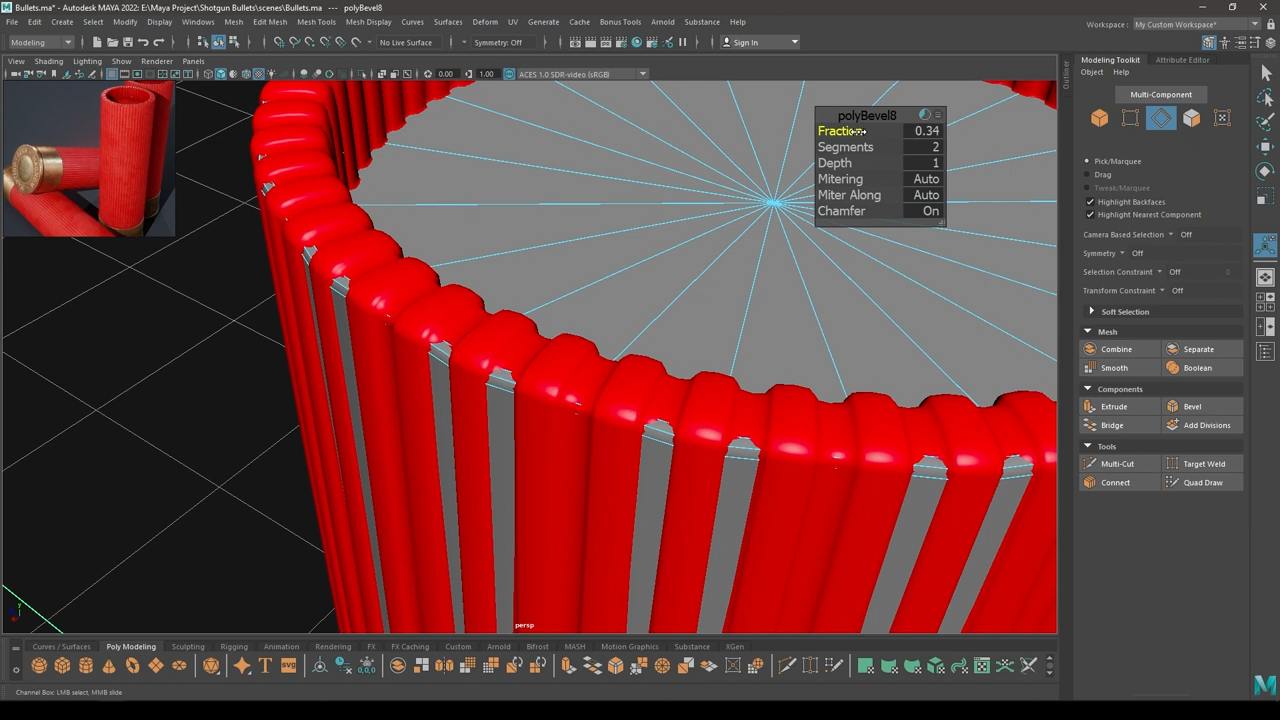 Bullets.ma* - Autodesk MAYA 2022: E:\Maya Project\Shotgun Bullets\scenes\Bullets.ma --- polyBevel8
File Edit Create Select Modify Display Windows Mesh Edit Mesh Mesh Tools Mesh Display Curves Surfaces Deform UV Generate Cache Bonus Tools Arnold Substance Help
Workspace : My Custom Workspace*
Modeling No Live Surface Symmetry: Off Sign In
View Shading Lighting Show Renderer Panels
0.00 1.00 ACES 1.0 SDR-video (sRGB)
Outliner
polyBevel8
Fraction 0.34
Segments 2
Depth 1
Mitering Auto
Miter Along Auto
Chamfer On
persp
Modeling Toolkit Attribute Editor
Object Help
Multi-Component
Pick/Marquee
Drag
Tweak/Marquee
Highlight Backfaces
Highlight Nearest Component
Camera Based Selection Off
Symmetry Off
Selection Constraint Off 0
Transform Constraint Off
Soft Selection
Mesh
Combine Separate
Smooth Boolean
Components
Extrude Bevel
Bridge Add Divisions
Tools
Multi-Cut Target Weld
Connect Quad Draw
Curves / Surfaces Poly Modeling Sculpting Rigging Animation Rendering FX FX Caching Custom Arnold Bifrost MASH Motion Graphics Substance XGen
T SVG 0,0,0
Channel Box: LMB select, MMB slide